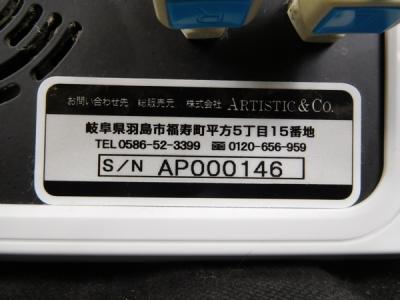 お問い合わせ先　総販売元　株式会社 ARTISTIC&CO.
岐阜県羽島市福寿町平方5丁目15番地
TEL 0586-52-3399 ☎0120-656-959
S/N AP000146
R